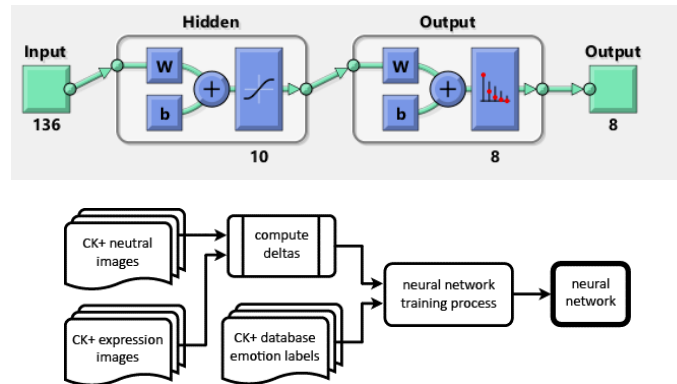 Hidden
Output
Input
Output
W
b
+
W
b
+
136
10
8
8
CK+ neutral
images
compute
deltas
CK+ expression
images
CK+ database
emotion labels
neural network
training process
neural
network